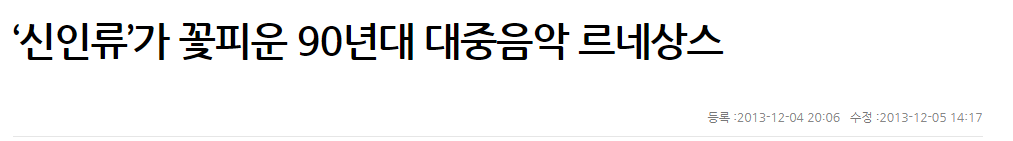 ‘신인류’가 꽃피운 90년대 대중음악 르네상스
등록 :2013-12-04 20:06 수정 :2013-12-05 14:17